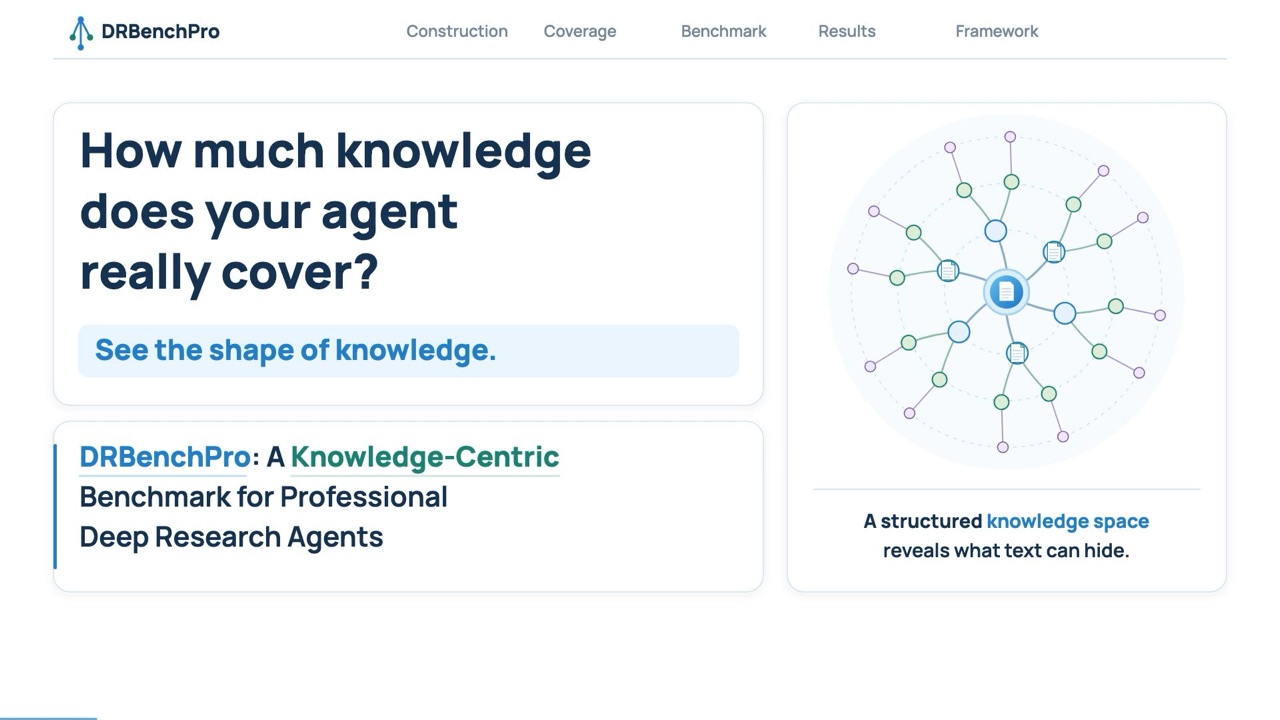 DRBenchPro
Construction
Coverage
Benchmark
Results
Framework
How much knowledge
does your agent
really cover?
See the shape of knowledge.
DRBenchPro: A Knowledge-Centric
Benchmark for Professional
Deep Research Agents
A structured knowledge space
reveals what text can hide.